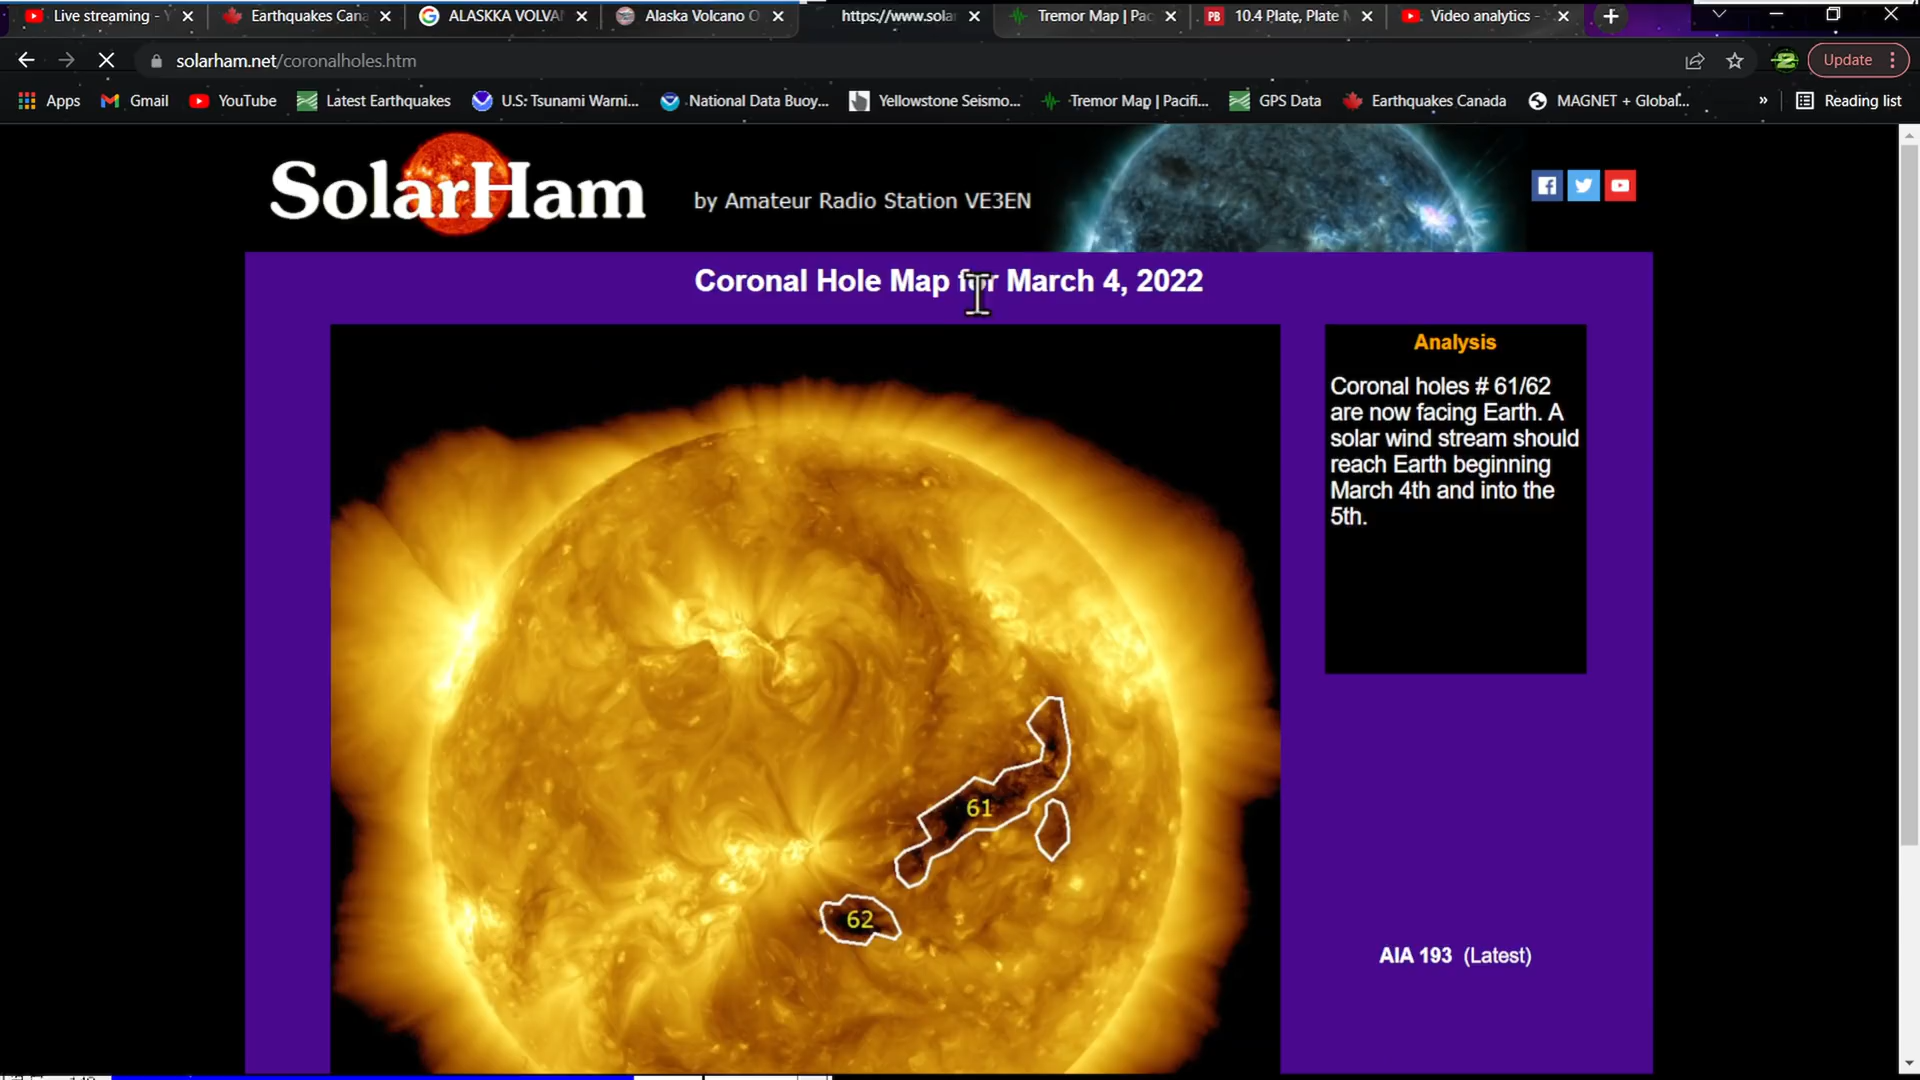 Live streaming - Y
Earthquakes Cana
ALASKKA VOLVAN
Alaska Volcano O
https://www.sola
Tremor Map | Pac
PB
10.4 Plate, Plate M
Video analytics -
solarham.net/coronalholes.htm
Update
Apps
Gmail
YouTube
Latest Earthquakes
U.S. Tsunami Warni...
National Data Buoy...
Yellowstone Seismo...
Tremor Map | Pacifi...
GPS Data
Earthquakes Canada
MAGNET + Global...
»
Reading list
SolarHam
by Amateur Radio Station VE3EN
Coronal Hole Map for March 4, 2022
Analysis
Coronal holes # 61/62
are now facing Earth. A
solar wind stream should
reach Earth beginning
March 4th and into the
5th.
61
62
AIA 193 (Latest)